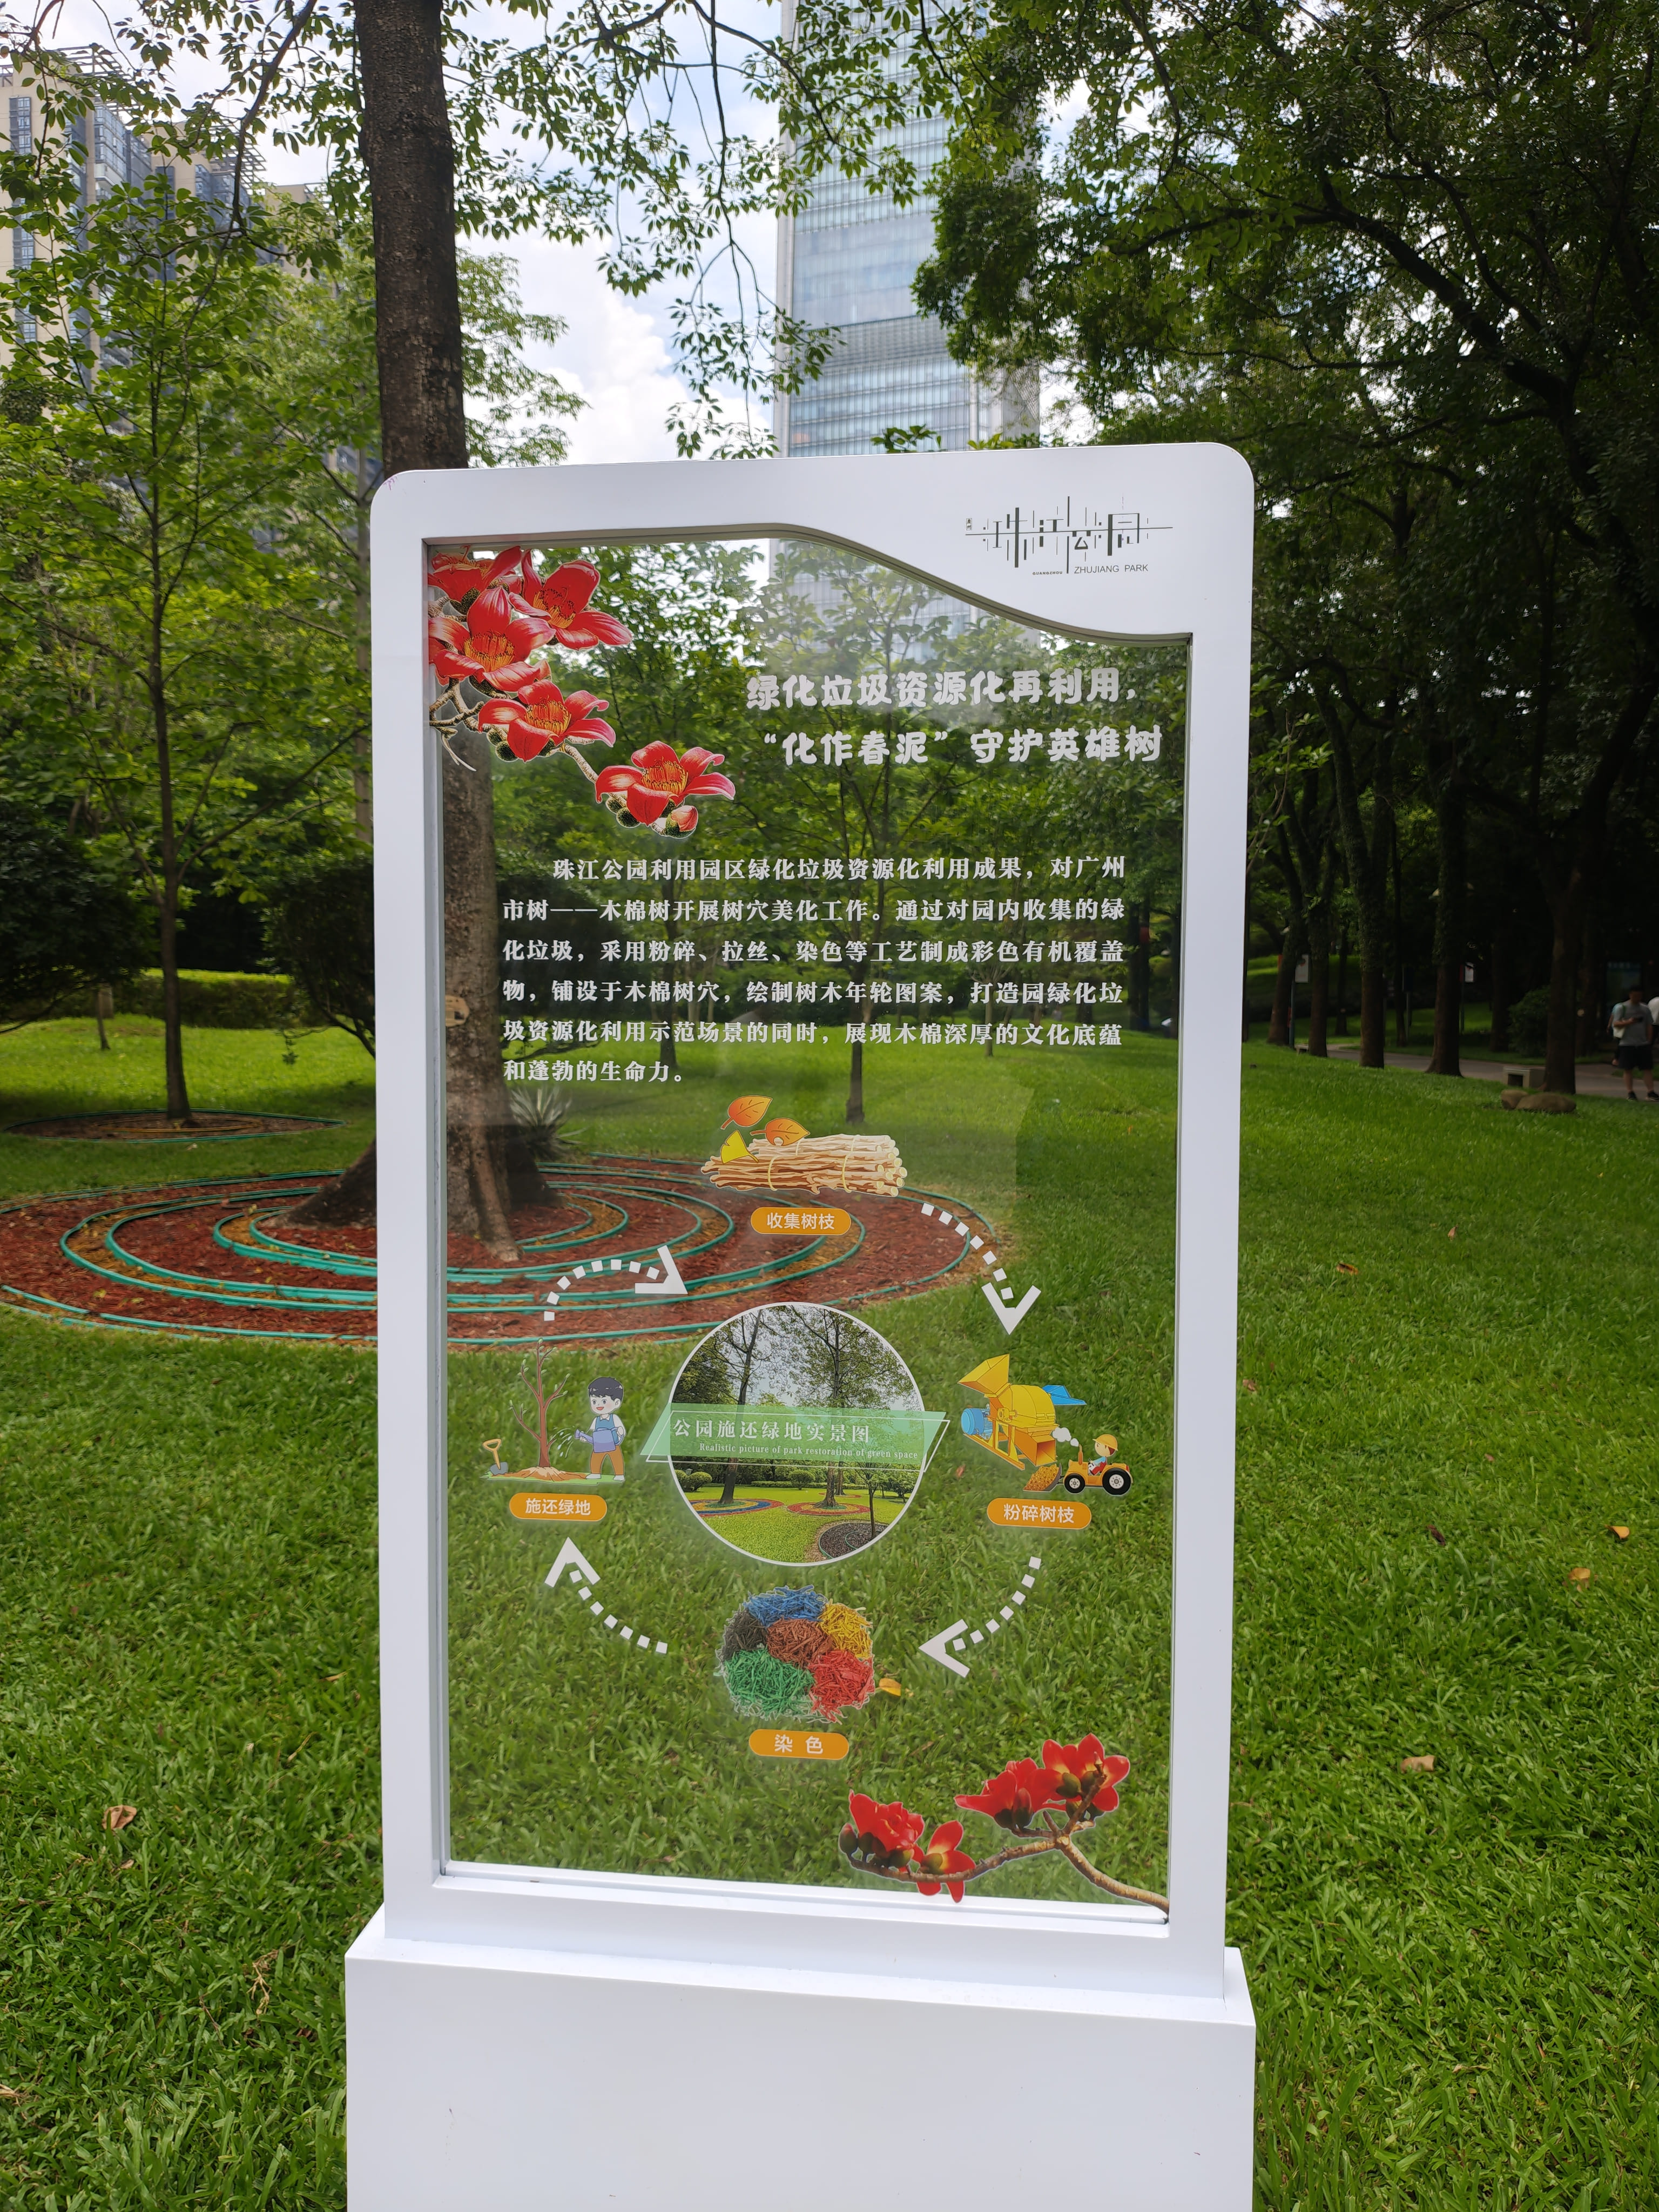 珠江公园
ZHUJIANG PARK
绿化垃圾资源化再利用，
“化作春泥”守护英雄树
珠江公园利用园区绿化垃圾资源化利用成果，对广州
市树——木棉树开展树穴美化工作。通过对园内收集的绿
化垃圾，采用粉碎、拉丝、染色等工艺制成彩色有机覆盖
物，铺设于木棉树穴，绘制树木年轮图案，打造园绿化垃
圾资源化利用示范场景的同时，展现木棉深厚的文化底蕴
和蓬勃的生命力。
收集树枝
公园施还绿地实景图
Realistic picture of park restoration of green space
施还绿地
粉碎树枝
染色